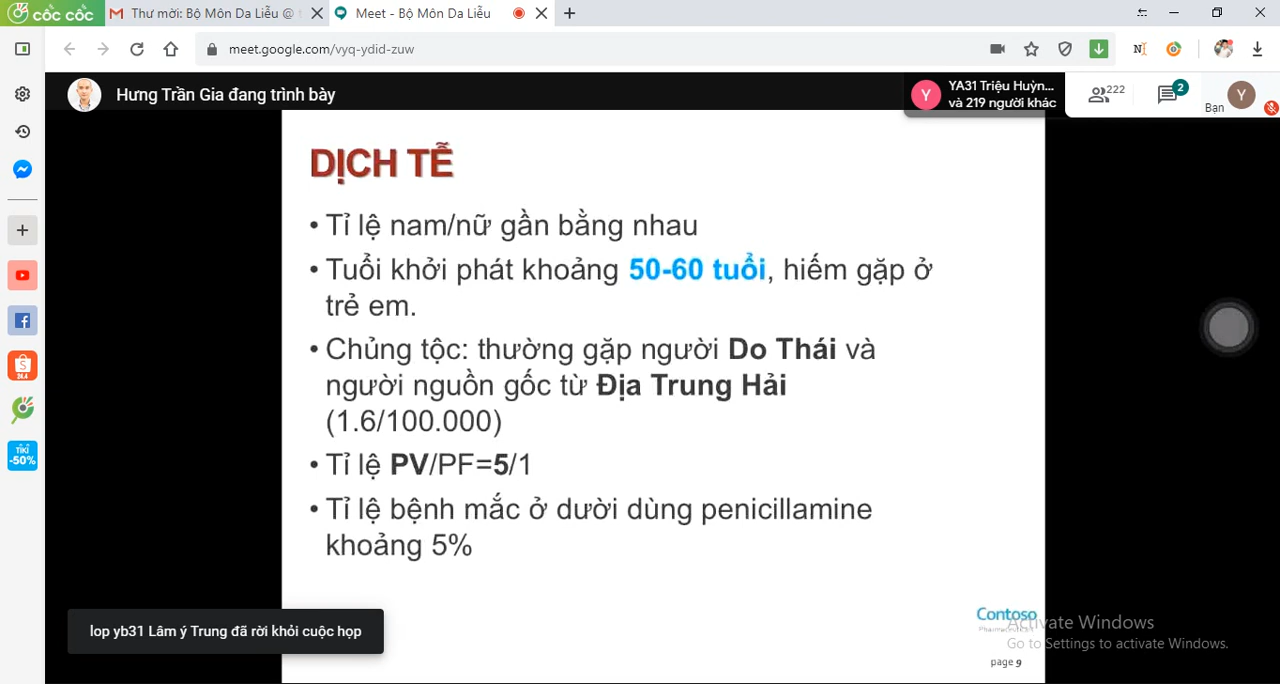 cốc cốc
Thư mời: Bộ Môn Da Liễu @
Meet - Bộ Môn Da Liễu
meet.google.com/vyq-ydid-zuw
Hưng Trần Gia đang trình bày
Y
YA31 Triệu Huỳn...
và 219 người khác
222
2
Bạn
Y
DỊCH TỄ
• Tỉ lệ nam/nữ gần bằng nhau
• Tuổi khởi phát khoảng 50-60 tuổi, hiếm gặp ở
trẻ em.
• Chủng tộc: thường gặp người Do Thái và
người nguồn gốc từ Địa Trung Hải
(1.6/100.000)
• Tỉ lệ PV/PF=5/1
• Tỉ lệ bệnh mắc ở dười dùng penicillamine
khoảng 5%
TIKI
-50%
lop yb31 Lâm ý Trung đã rời khỏi cuộc họp
Contoso
Activate Windows
Go to Settings to activate Windows.
page 9